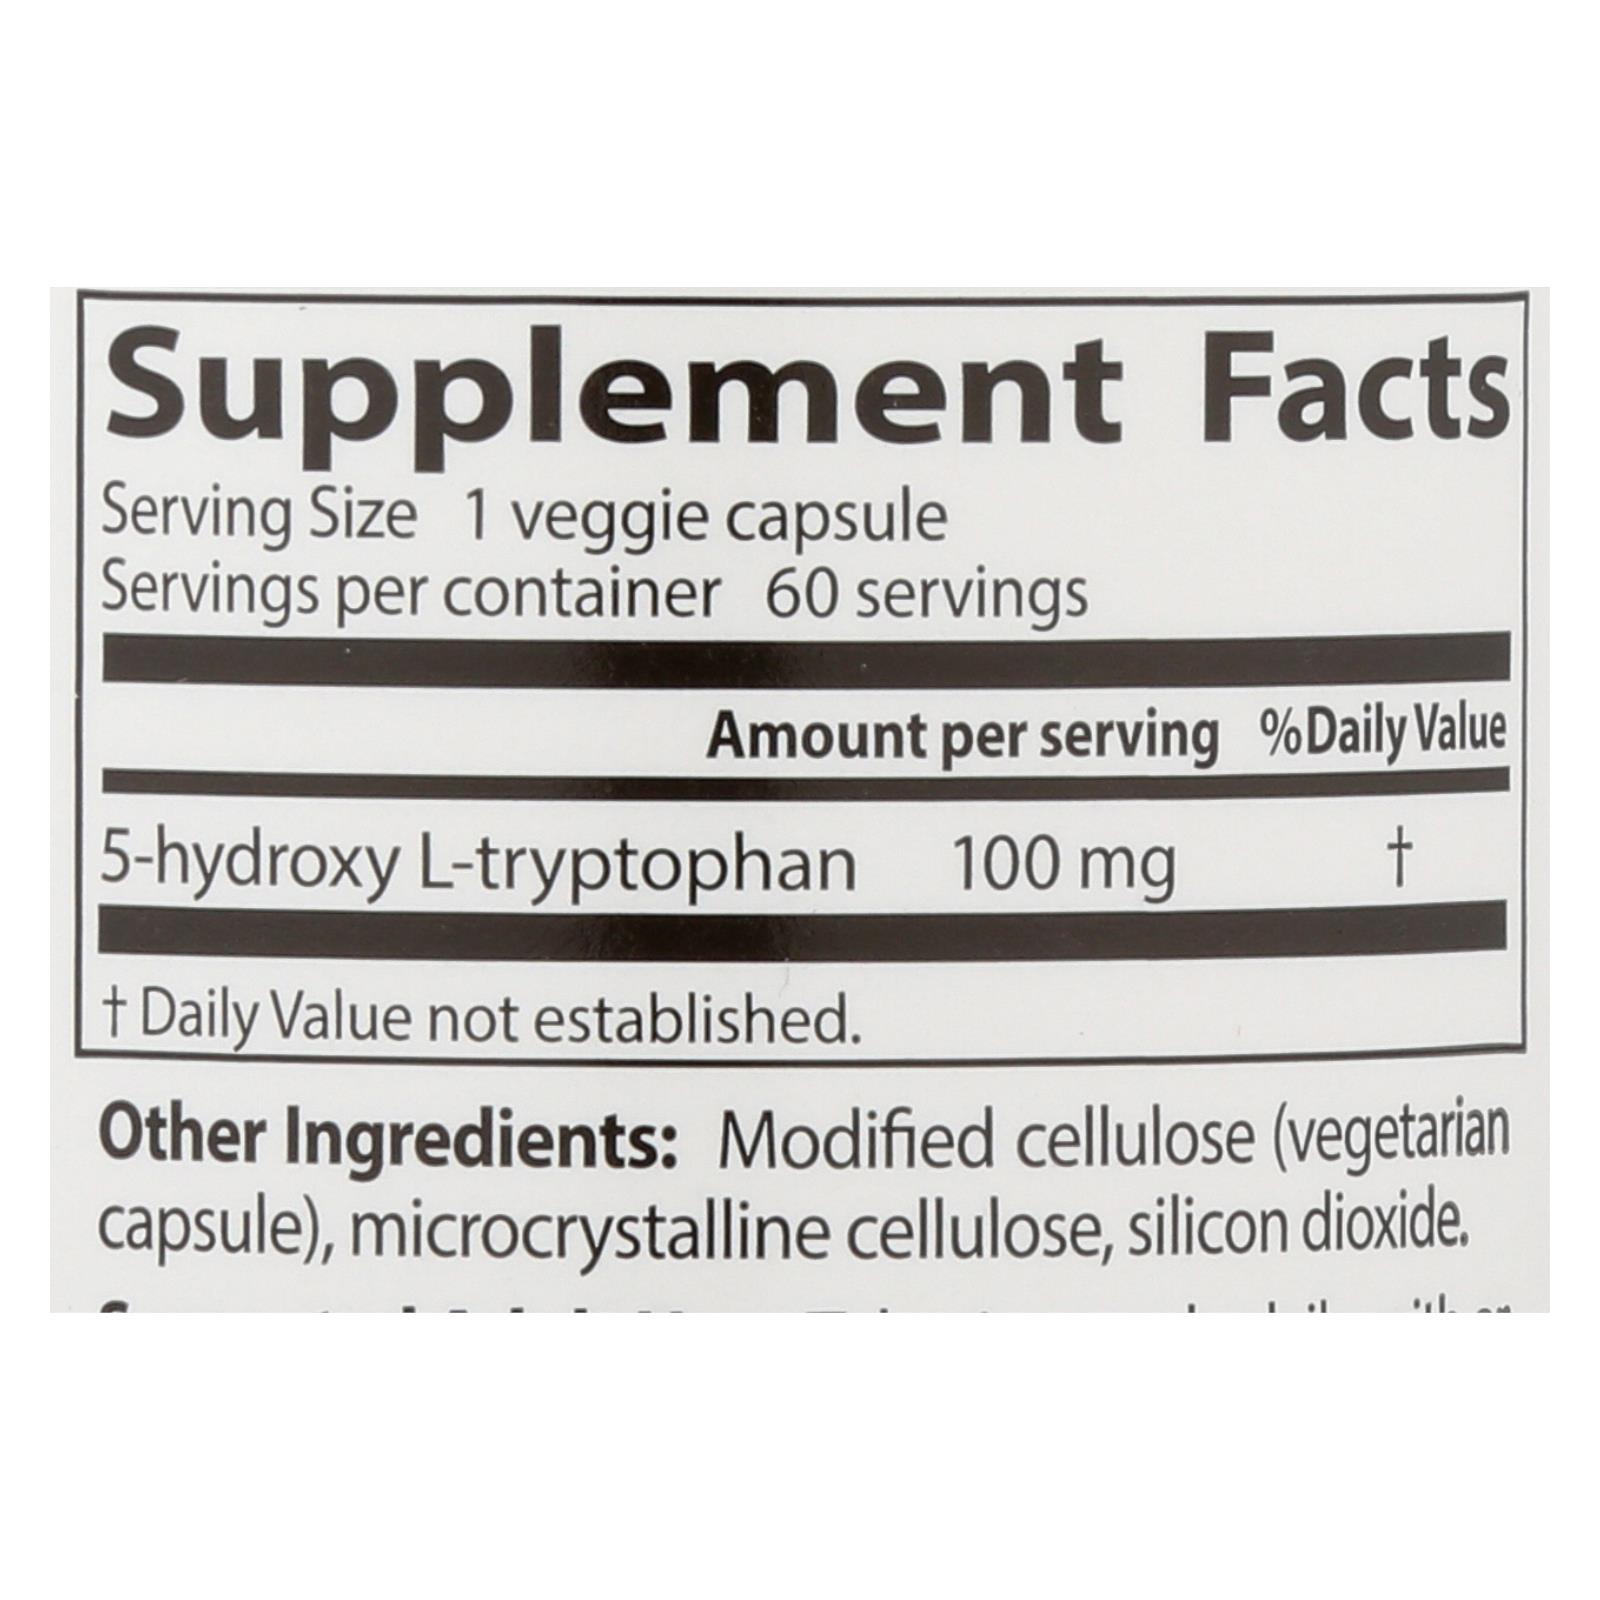 Supplement Facts
Serving Size 1 veggie capsule
Servings per container 60 servings
Amount per serving %Daily Value
5-hydroxy L-tryptophan 100 mg †
† Daily Value not established.
Other Ingredients: Modified cellulose (vegetarian
capsule), microcrystalline cellulose, silicon dioxide.